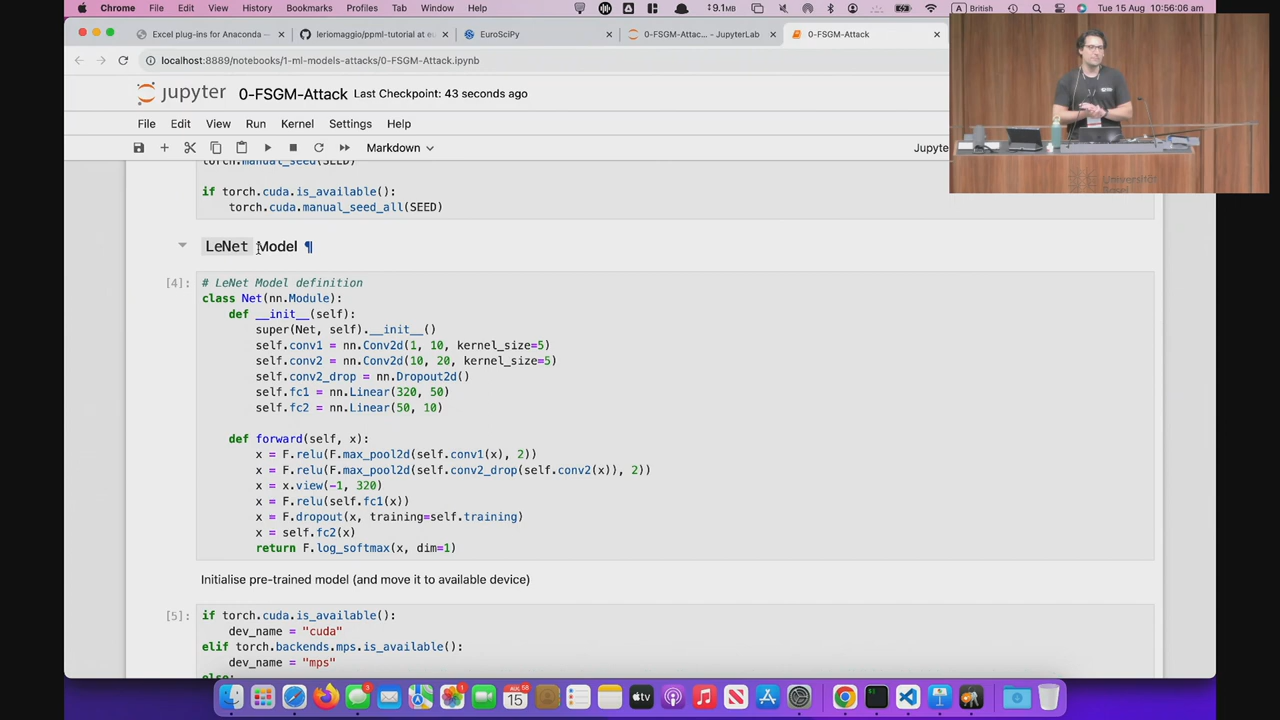 Chrome File Edit View History Bookmarks Profiles Tab Window Help 9.1MB British Tue 15 Aug 10:56:06 am
Excel plug-ins for Anaconda – leriomaggio/ppml-tutorial at eu EuroSciPy 0-FSGM-Attac... - JupyterLab 0-FSGM-Attack
localhost:8889/notebooks/1-ml-models-attacks/0-FSGM-Attack.ipynb
jupyter 0-FSGM-Attack Last Checkpoint: 43 seconds ago
File Edit View Run Kernel Settings Help
Markdown Jupyte
torch.manual_seed(SEED)
if torch.cuda.is_available():
torch.cuda.manual_seed_all(SEED)
LeNet Model ¶
[4]: # LeNet Model definition
class Net(nn.Module):
def __init__(self):
super(Net, self).__init__()
self.conv1 = nn.Conv2d(1, 10, kernel_size=5)
self.conv2 = nn.Conv2d(10, 20, kernel_size=5)
self.conv2_drop = nn.Dropout2d()
self.fc1 = nn.Linear(320, 50)
self.fc2 = nn.Linear(50, 10)
def forward(self, x):
x = F.relu(F.max_pool2d(self.conv1(x), 2))
x = F.relu(F.max_pool2d(self.conv2_drop(self.conv2(x)), 2))
x = x.view(-1, 320)
x = F.relu(self.fc1(x))
x = F.dropout(x, training=self.training)
x = self.fc2(x)
return F.log_softmax(x, dim=1)
Initialise pre-trained model (and move it to available device)
[5]: if torch.cuda.is_available():
dev_name = "cuda"
elif torch.backends.mps.is_available():
dev_name = "mps"
else:
Universität